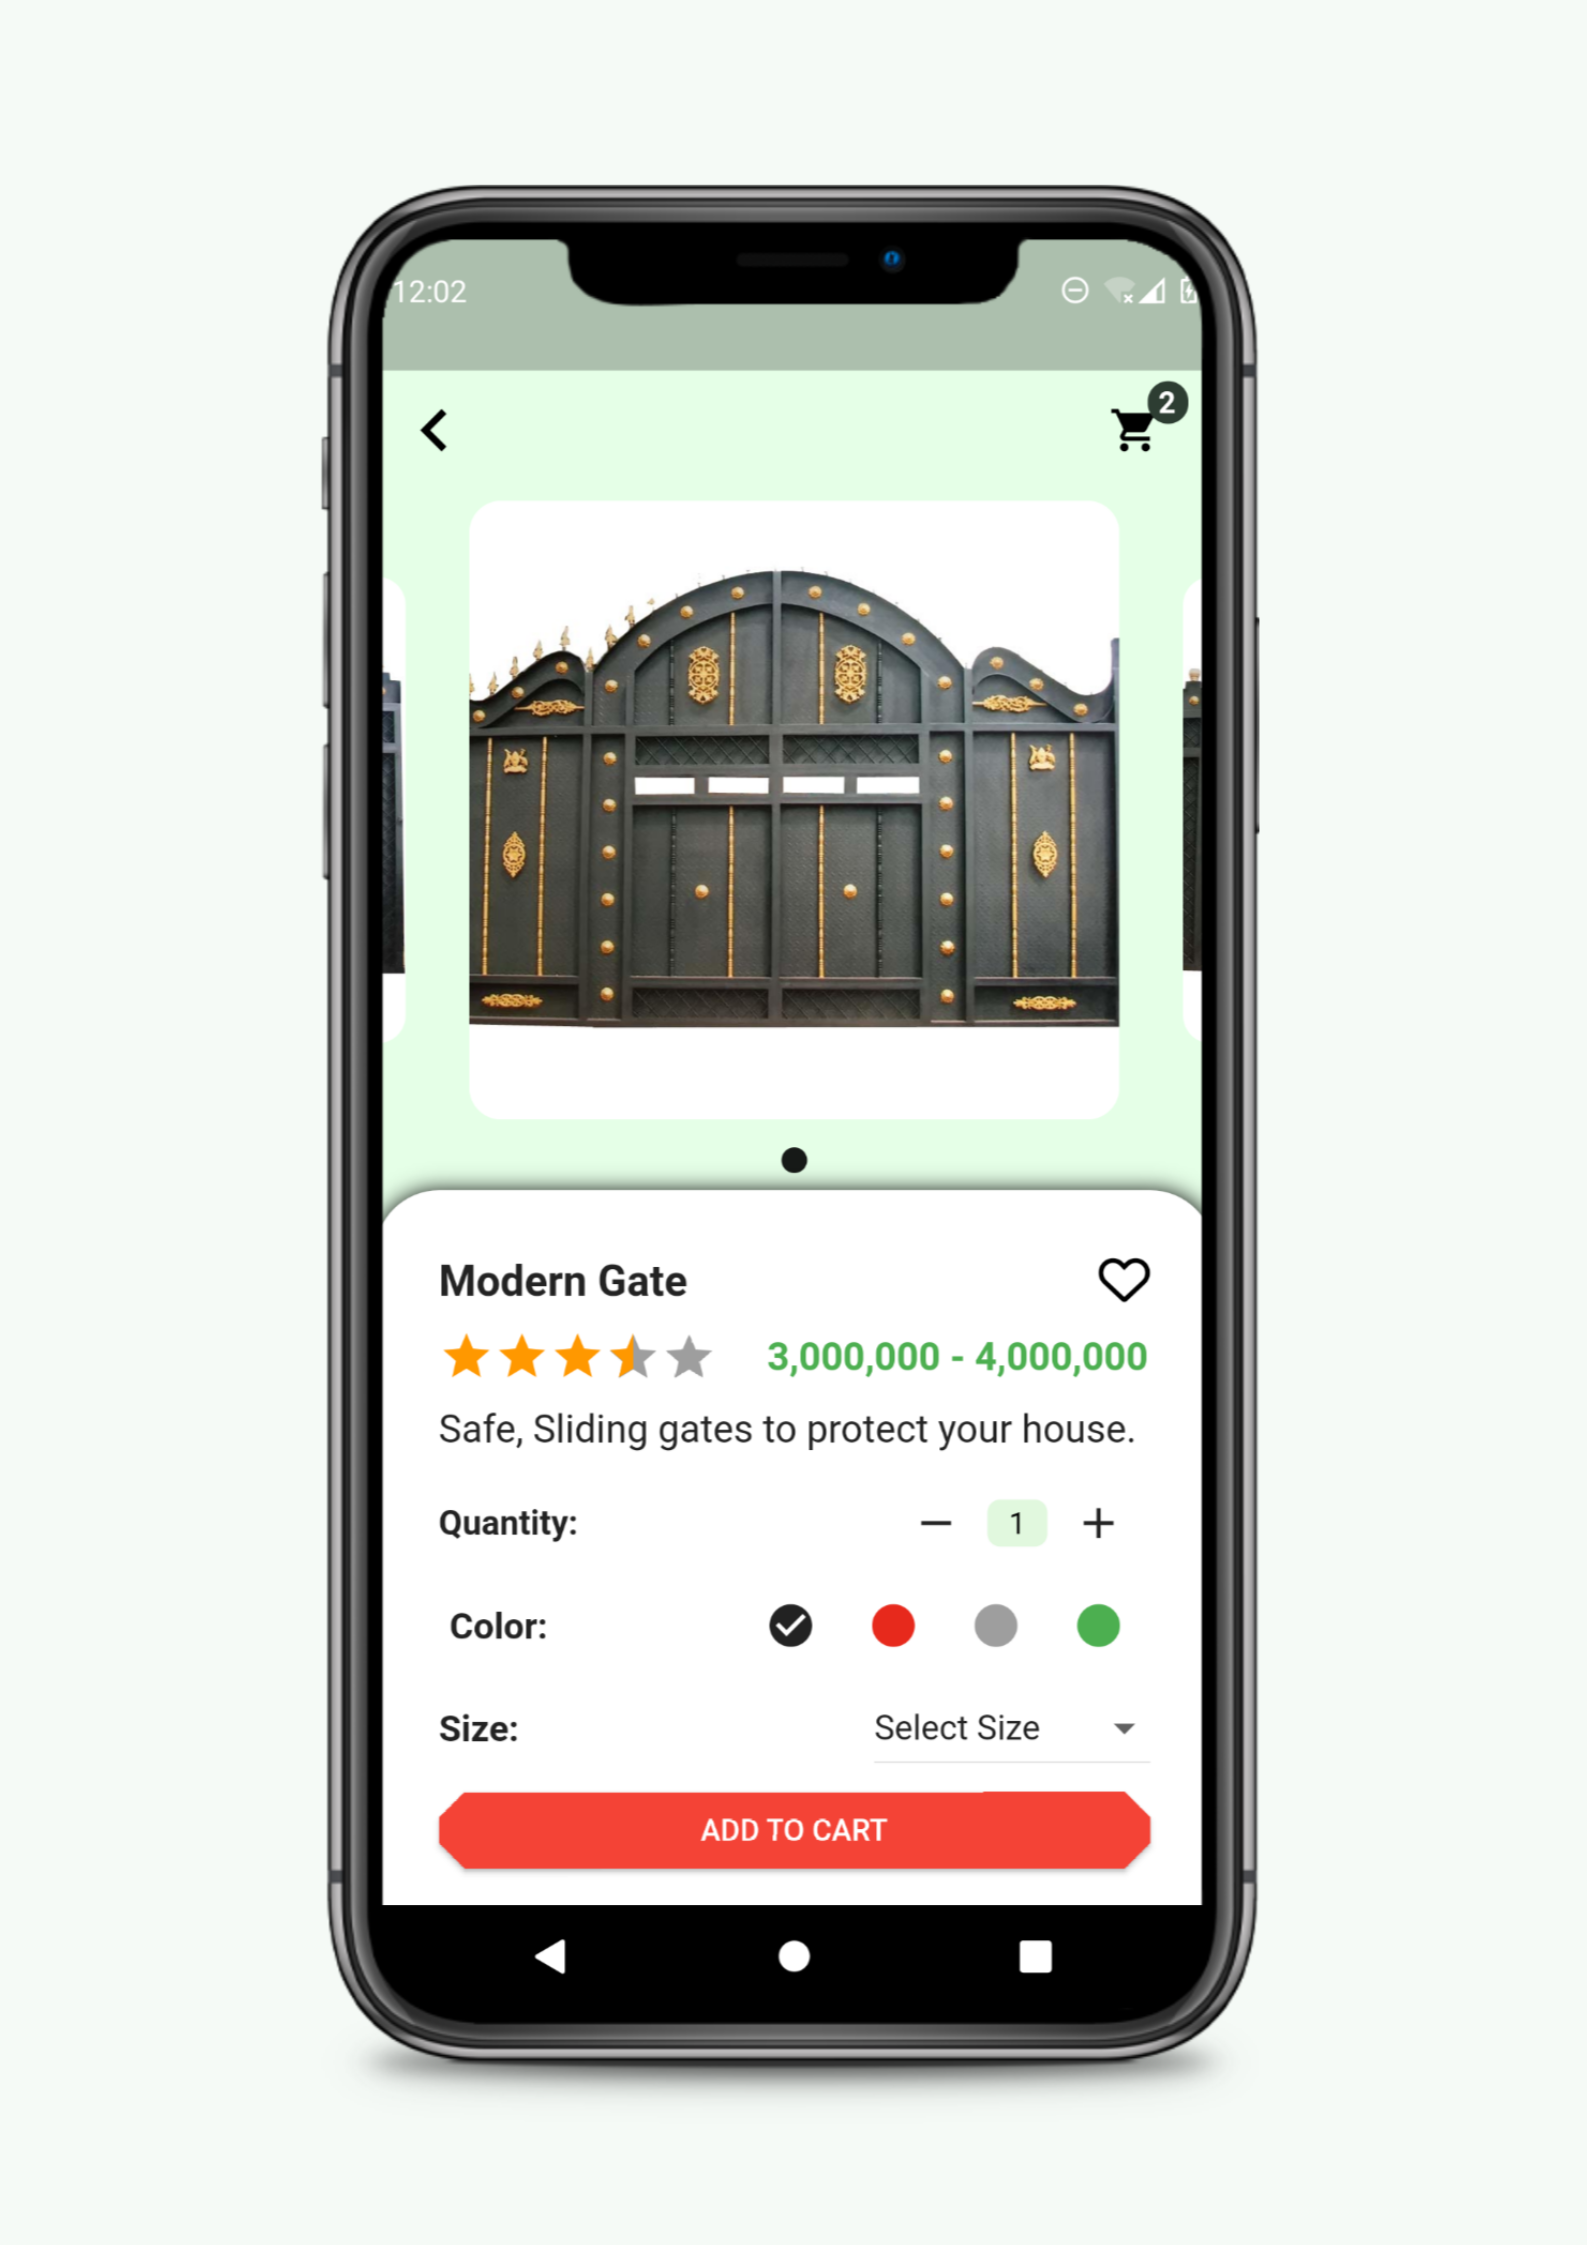 12:02
2
Modern Gate
3,000,000 - 4,000,000
Safe, Sliding gates to protect your house.
Quantity:
1
Color:
Size:
Select Size
ADD TO CART